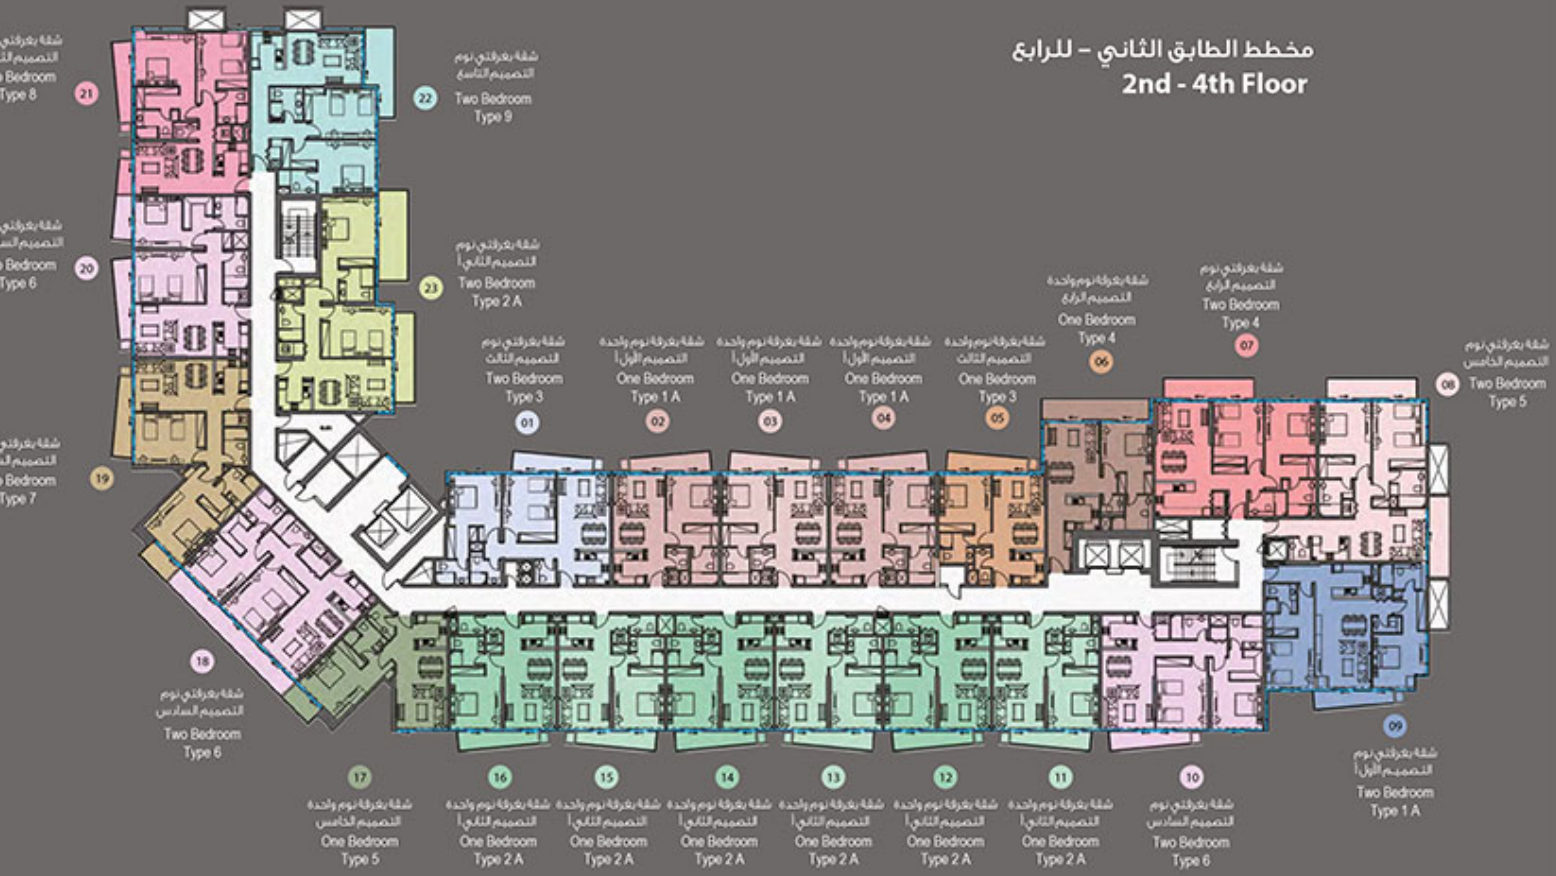 مخطط الطابق الثاني – للرابع
2nd - 4th Floor
شقة بغرفتي
Bedroom
Type 8
21
شقة بغرفتي نوم
التصميم التاسع
Two Bedroom
Type 9
22
شقة بغرفتي
Bedroom
Type 6
20
شقة بغرفتي نوم
التصميم الثاني أ
Two Bedroom
Type 2 A
23
شقة بغرفتي
Bedroom
Type 7
19
شقة بغرفتي نوم
التصميم الثالث
Two Bedroom
Type 3
01
شقة بغرفة نوم واحدة
التصميم الأول أ
One Bedroom
Type 1 A
02
شقة بغرفة نوم واحدة
التصميم الأول أ
One Bedroom
Type 1 A
03
شقة بغرفة نوم واحدة
التصميم الأول أ
One Bedroom
Type 1 A
04
شقة بغرفة نوم واحدة
التصميم الثالث
One Bedroom
Type 3
05
شقة بغرفة نوم واحدة
التصميم الرابع
One Bedroom
Type 4
06
شقة بغرفتي نوم
التصميم الرابع
Two Bedroom
Type 4
07
شقة بغرفتي نوم
التصميم الخامس
08
Two Bedroom
Type 5
18
شقة بغرفتي نوم
التصميم السادس
Two Bedroom
Type 6
17
شقة بغرفة نوم واحدة
التصميم الخامس
One Bedroom
Type 5
16
شقة بغرفة نوم واحدة
التصميم الثاني أ
One Bedroom
Type 2 A
15
شقة بغرفة نوم واحدة
التصميم الثاني أ
One Bedroom
Type 2 A
14
شقة بغرفة نوم واحدة
التصميم الثاني أ
One Bedroom
Type 2 A
13
شقة بغرفة نوم واحدة
التصميم الثاني أ
One Bedroom
Type 2 A
12
شقة بغرفة نوم واحدة
التصميم الثاني أ
One Bedroom
Type 2 A
11
شقة بغرفة نوم واحدة
التصميم الثاني أ
One Bedroom
Type 2 A
10
شقة بغرفتي نوم
التصميم السادس
Two Bedroom
Type 6
09
شقة بغرفتي نوم
التصميم الأول أ
Two Bedroom
Type 1 A